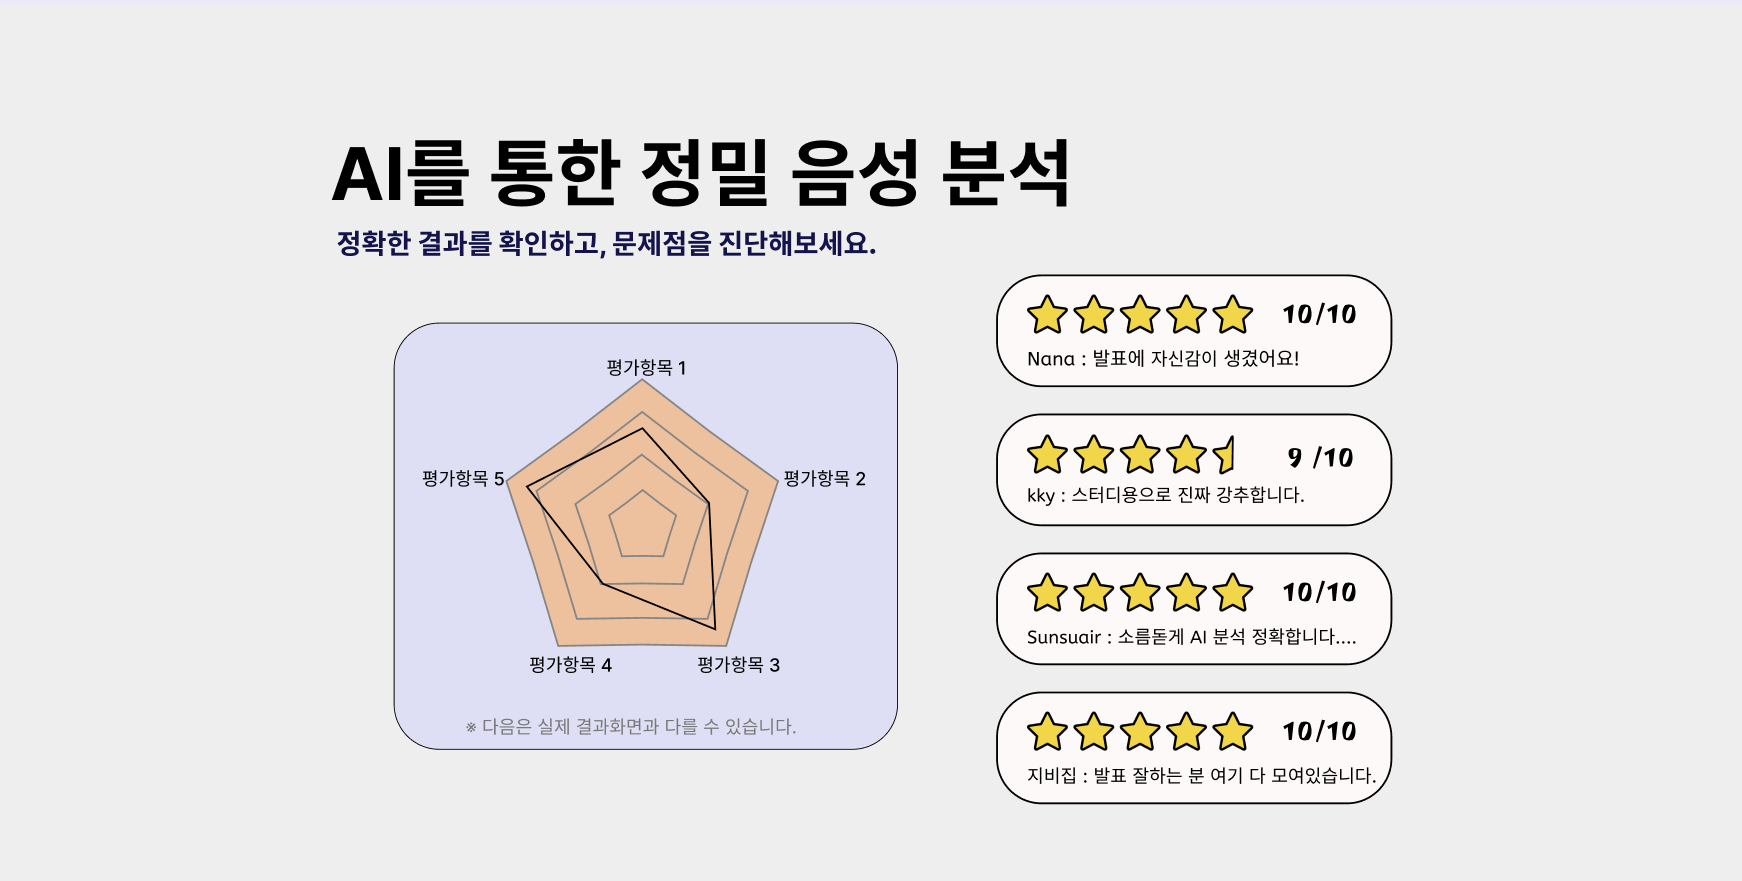 AI를 통한 정밀 음성 분석
정확한 결과를 확인하고, 문제점을 진단해보세요.
평가항목 1
평가항목 5
평가항목 2
평가항목 4
평가항목 3
※ 다음은 실제 결과화면과 다를 수 있습니다.
10/10
Nana : 발표에 자신감이 생겼어요!
9 /10
kky : 스터디용으로 진짜 강추합니다.
10/10
Sunsuair : 소름돋게 AI 분석 정확합니다....
10/10
지비집 : 발표 잘하는 분 여기 다 모여있습니다.